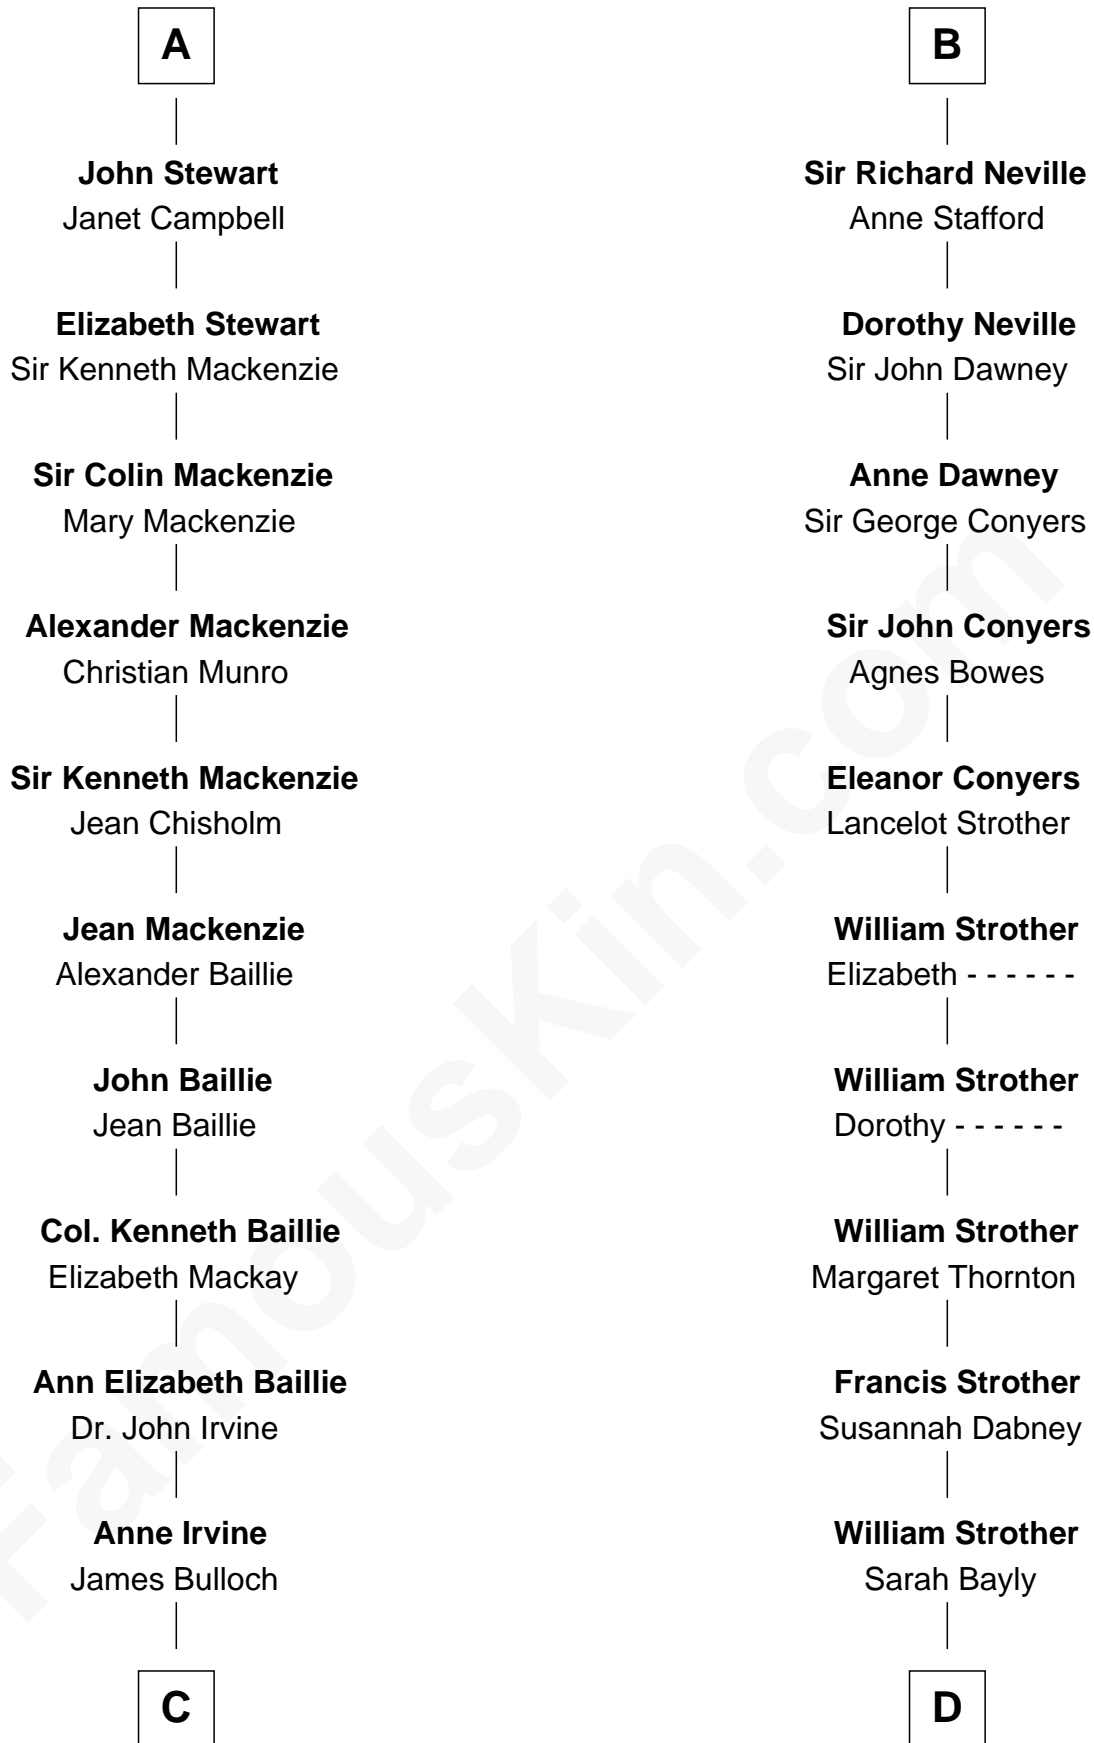 A
John Stewart
Janet Campbell
Elizabeth Stewart
Sir Kenneth Mackenzie
Sir Colin Mackenzie
Mary Mackenzie
Alexander Mackenzie
Christian Munro
Sir Kenneth Mackenzie
Jean Chisholm
Jean Mackenzie
Alexander Baillie
John Baillie
Jean Baillie
Col. Kenneth Baillie
Elizabeth Mackay
Ann Elizabeth Baillie
Dr. John Irvine
Anne Irvine
James Bulloch
C
B
Sir Richard Neville
Anne Stafford
Dorothy Neville
Sir John Dawney
Anne Dawney
Sir George Conyers
Sir John Conyers
Agnes Bowes
Eleanor Conyers
Lancelot Strother
William Strother
Elizabeth - - - - - -
William Strother
Dorothy - - - - - -
William Strother
Margaret Thornton
Francis Strother
Susannah Dabney
William Strother
Sarah Bayly
D
FamousKin.com